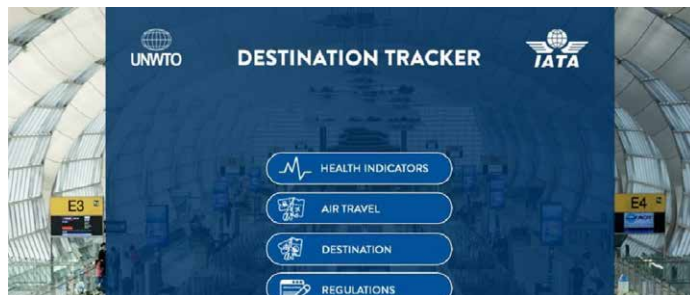 UNWTO
DESTINATION TRACKER
IATA
HEALTH INDICATORS
AIR TRAVEL
DESTINATION
REGULATIONS
E3
E4